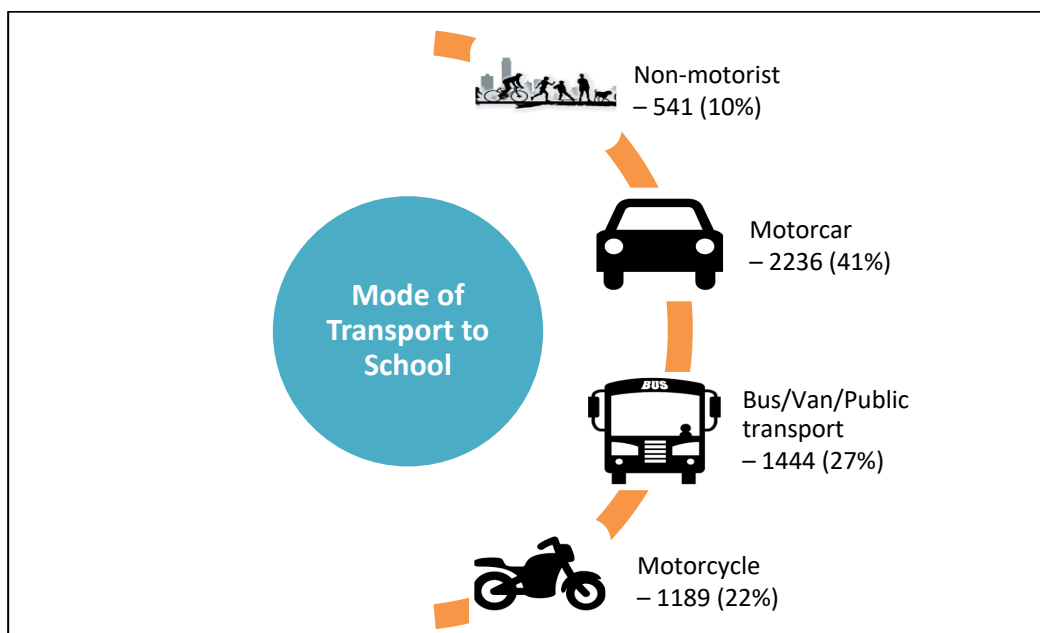 Non-motorist
– 541 (10%)
Motorcar
– 2236 (41%)
Mode of
Transport to
School
BUS
Bus/Van/Public
transport
– 1444 (27%)
Motorcycle
– 1189 (22%)